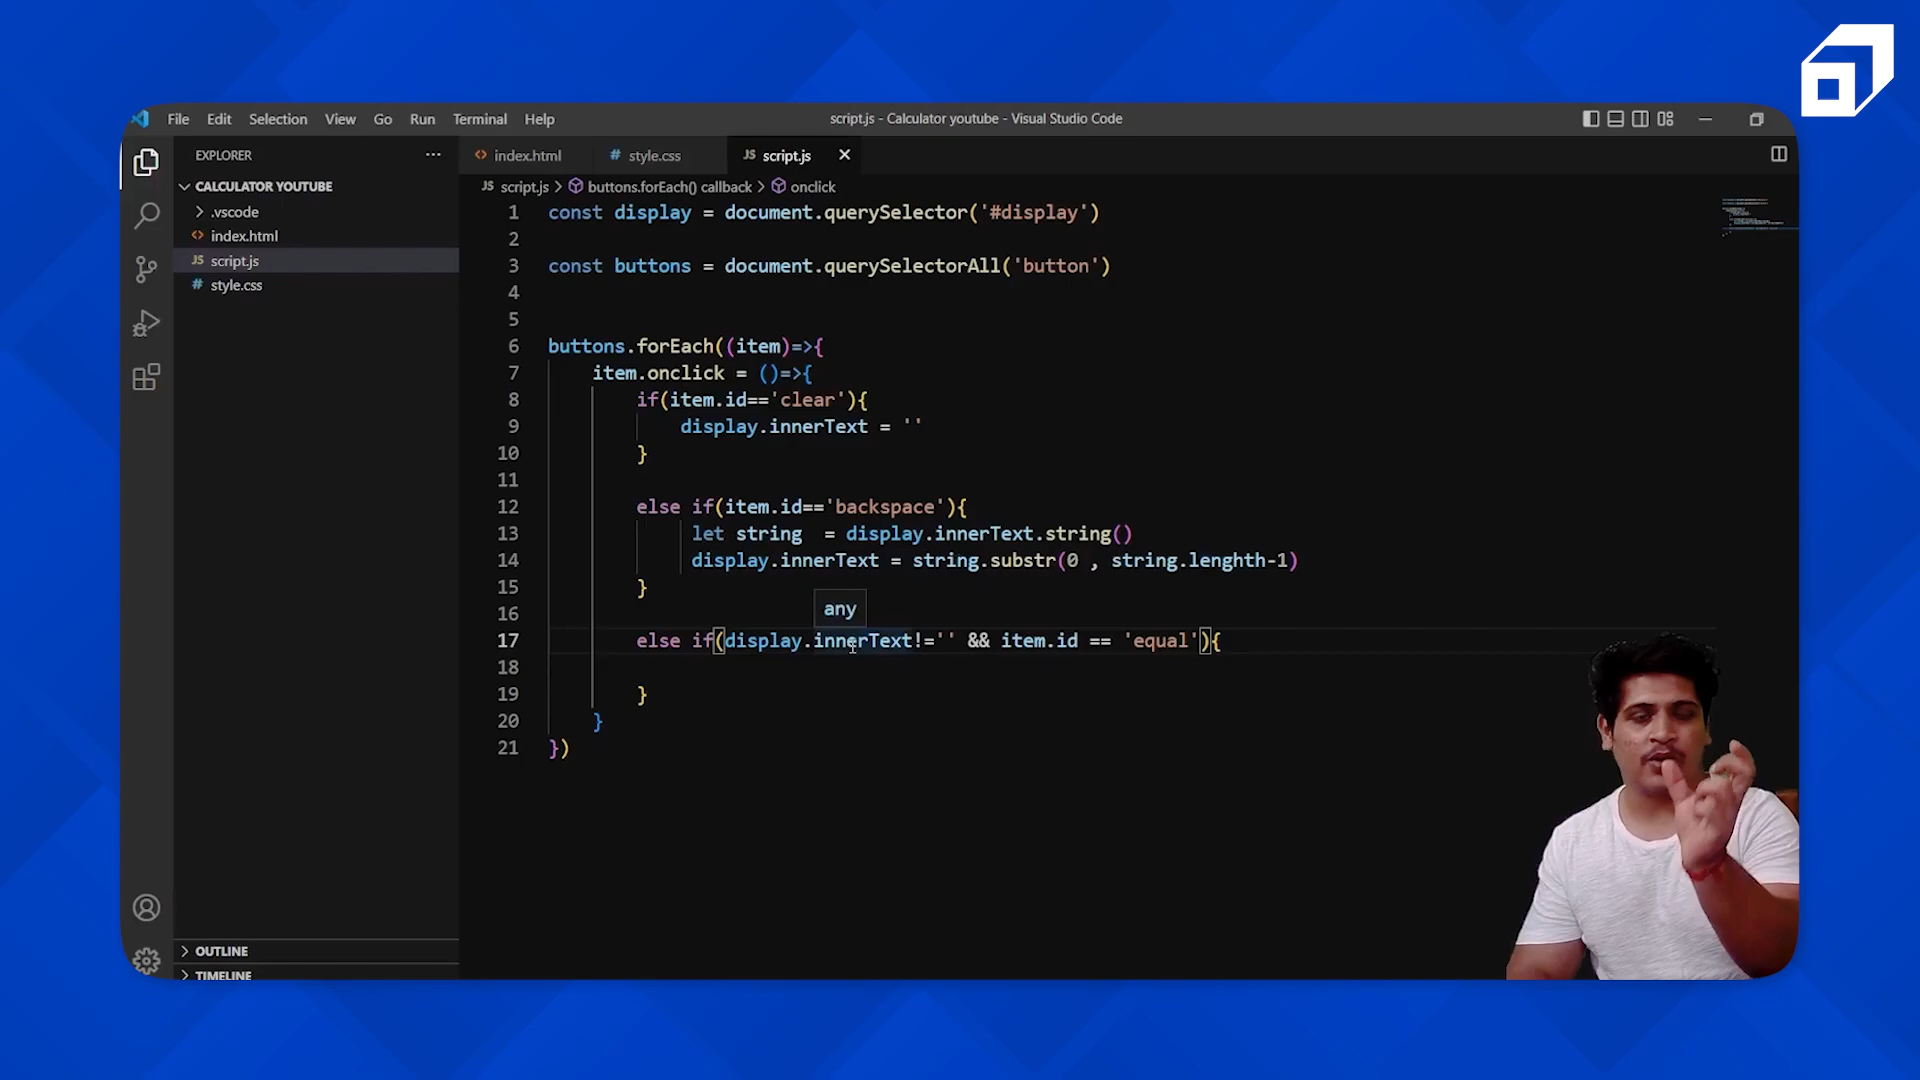 File Edit Selection View Go Run Terminal Help
script.js - Calculator youtube - Visual Studio Code
EXPLORER
CALCULATOR YOUTUBE
.vscode
index.html
JS script.js
# style.css
OUTLINE
TIMELINE
index.html
# style.css
JS script.js
JS script.js > buttons.forEach() callback > onclick
1 const display = document.querySelector('#display')
2
3 const buttons = document.querySelectorAll('button')
4
5
6 buttons.forEach((item)=>{
7 item.onclick = ()=>{
8 if(item.id=='clear'){
9 display.innerText = ''
10 }
11
12 else if(item.id=='backspace'){
13 let string  = display.innerText.string()
14 display.innerText = string.substr(0 , string.lenghth-1)
15 }
16
any
17 else if(display.innerText!='' && item.id == 'equal'){
18
19 }
20 }
21 })